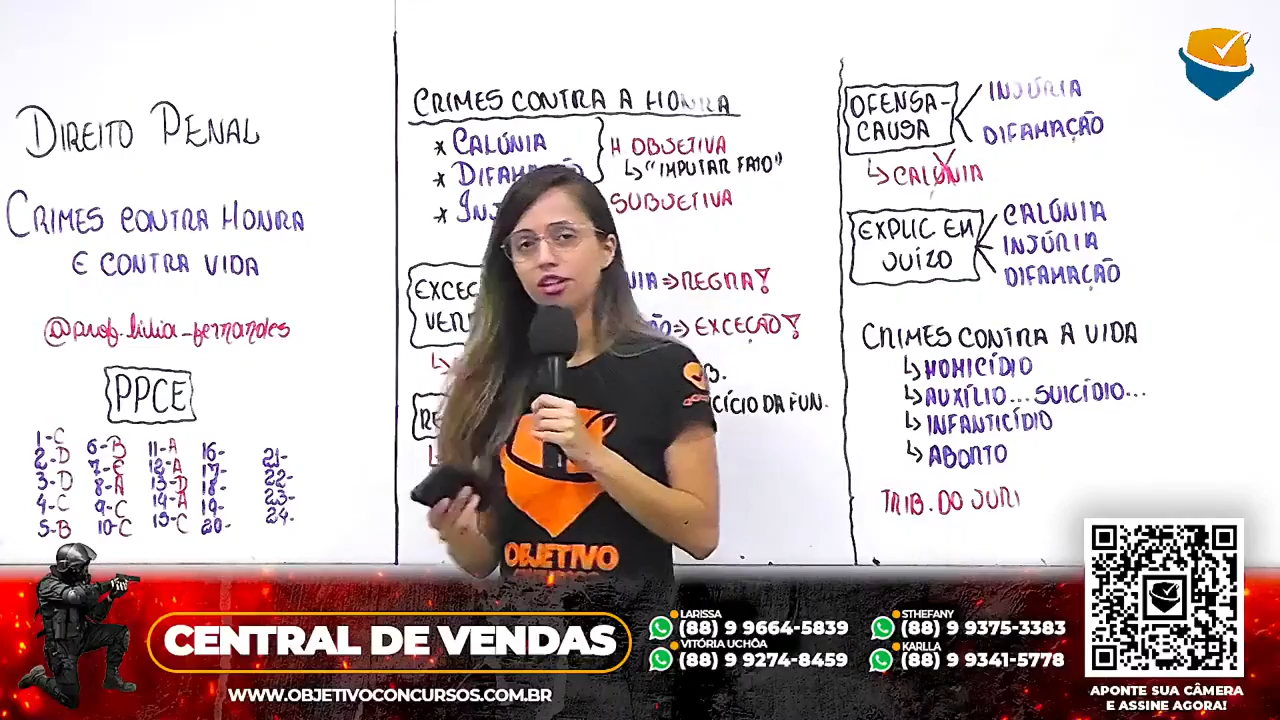 DIREITO PENAL
CRIMES CONTRA HONRA
E CONTRA VIDA
@prof.lilia_fernandes
PPCE
1-C
2-D
3-D
4-C
5-B
6-B
7-E
8-A
9-C
10-C
11-A
12-A
13-D
14-A
15-C
16-
17-
18-
19-
20-
21-
22-
23-
24-
CRIMES CONTRA A HONRA
* CALÚNIA
* DIFAMAÇÃO
H OBJETIVA
↳ "IMPUTAR FATO"
SUBJETIVA
⇒ REGRA!
⇒ EXCEÇÃO!
DA FUN.
OFENSA-
CAUSA
INJÚRIA
DIFAMAÇÃO
↳ CALÚNIA
EXPLIC EM
JUÍZO
CALÚNIA
INJÚRIA
DIFAMAÇÃO
CRIMES CONTRA A VIDA
↳ HOMICÍDIO
↳ AUXÍLIO... SUICÍDIO...
↳ INFANTICÍDIO
↳ ABORTO
TRIB. DO JURI
OBJETIVO
CENTRAL DE VENDAS
WWW.OBJETIVOCONCURSOS.COM.BR
LARISSA
(88) 9 9664-5839
VITÓRIA UCHÔA
(88) 9 9274-8459
STHEFANY
(88) 9 9375-3383
KARLLA
(88) 9 9341-5778
APONTE SUA CÂMERA
E ASSINE AGORA!